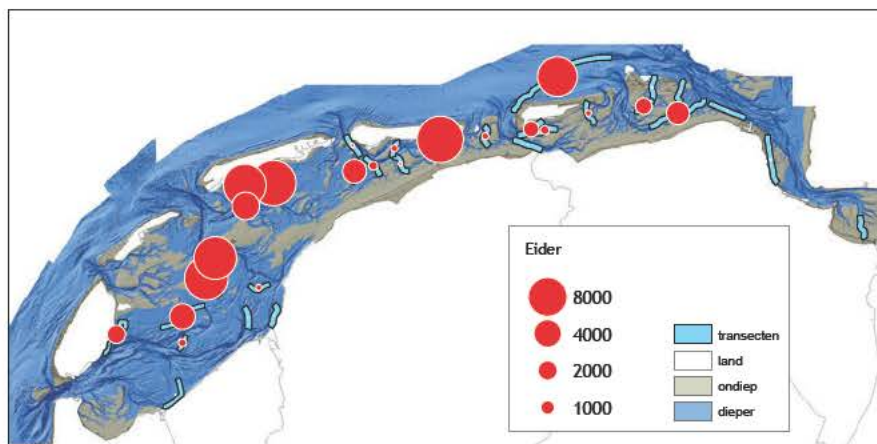 Eider
8000
4000
2000
1000
transecten
land
ondiep
dieper